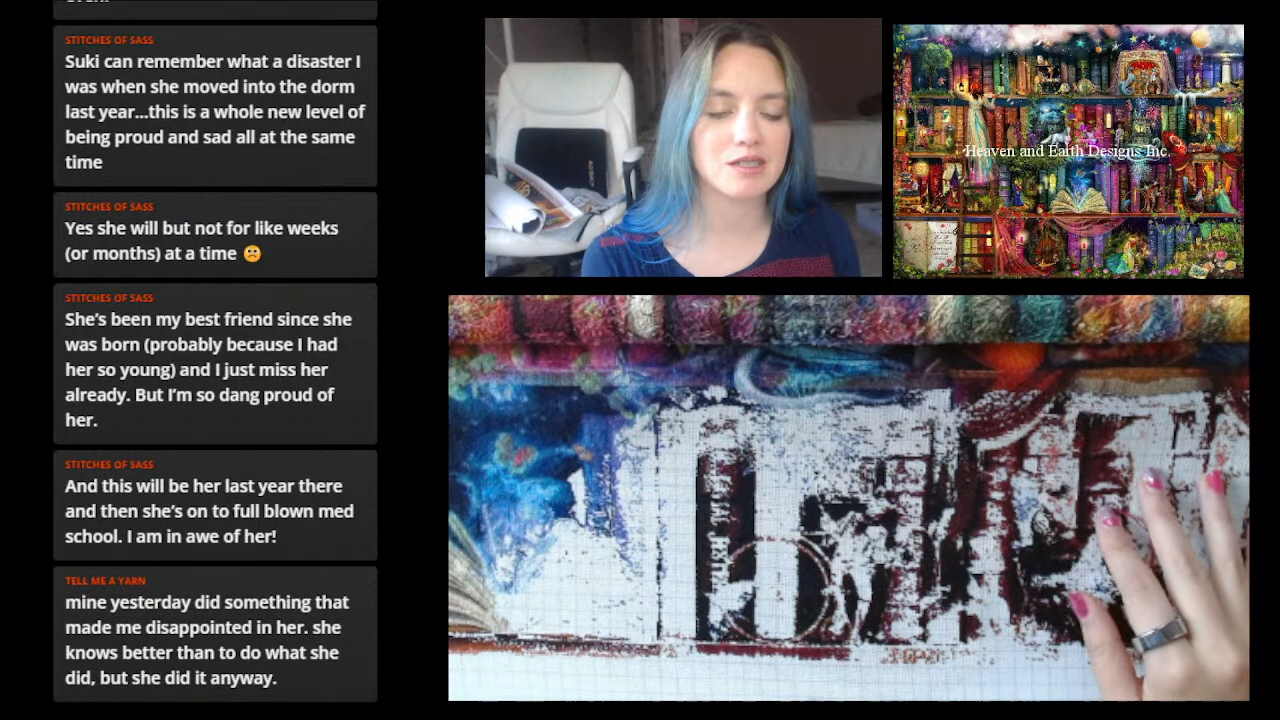 STITCHES OF SASS
Suki can remember what a disaster I
was when she moved into the dorm
last year...this is a whole new level of
being proud and sad all at the same
time
STITCHES OF SASS
Yes she will but not for like weeks
(or months) at a time 🙁
STITCHES OF SASS
She's been my best friend since she
was born (probably because I had
her so young) and I just miss her
already. But I'm so dang proud of
her.
STITCHES OF SASS
And this will be her last year there
and then she's on to full blown med
school. I am in awe of her!
TELL ME A YARN
mine yesterday did something that
made me disappointed in her. she
knows better than to do what she
did, but she did it anyway.
Heaven and Earth Designs Inc.